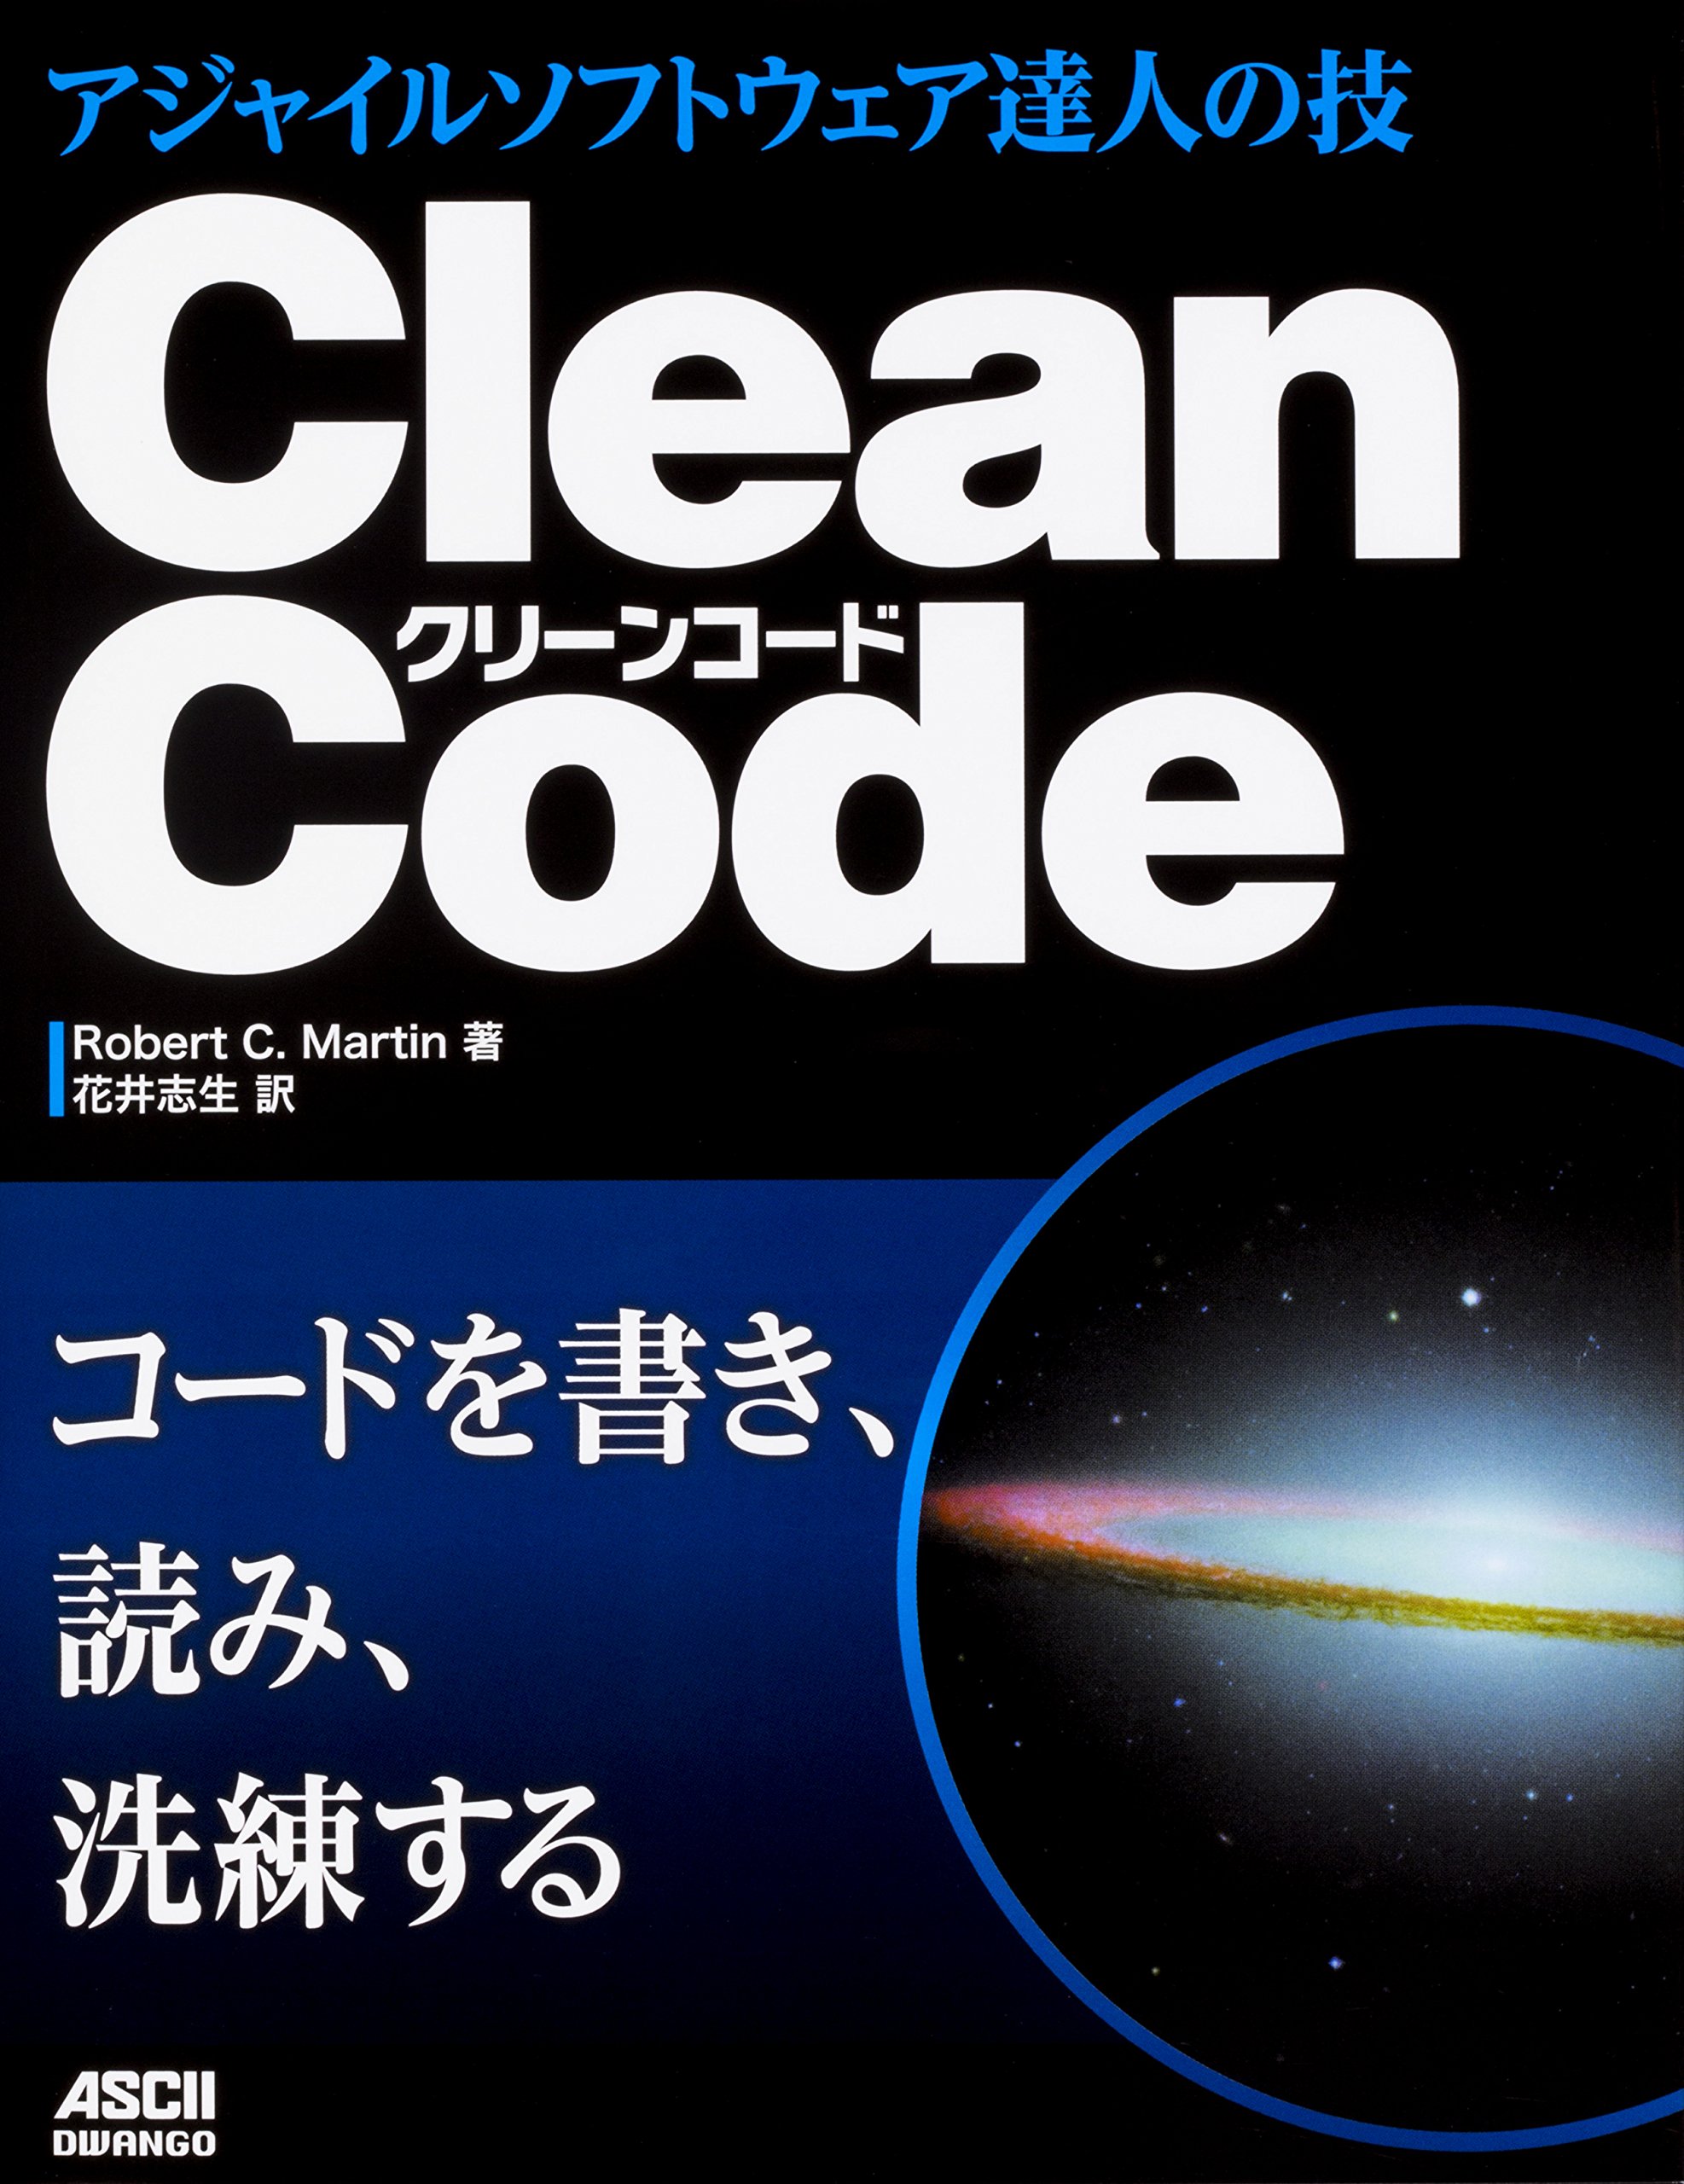 アジャイルソフトウェア達人の技
Clean
クリーンコード
Code
Robert C. Martin 著
花井志生 訳
コードを書き、
読み、
洗練する
ASCII
DWANGO